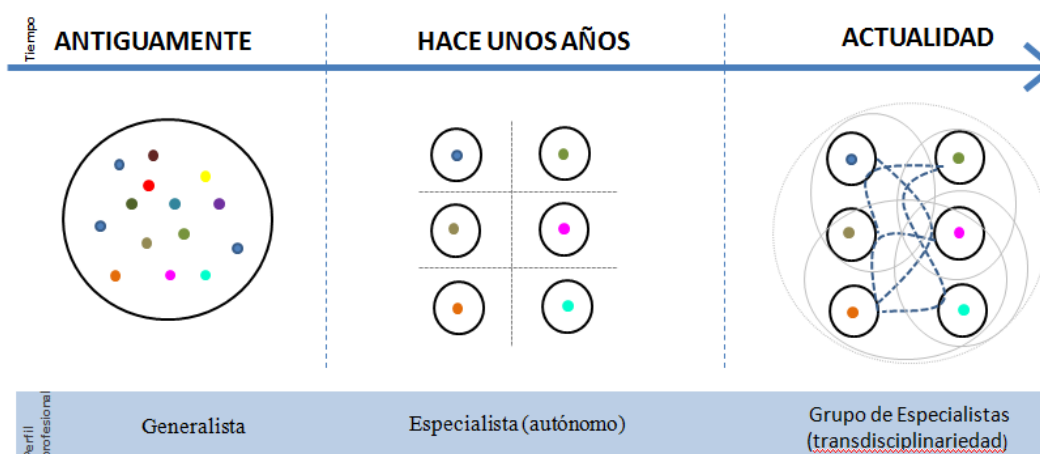 Tiempo
ANTIGUAMENTE
HACE UNOS AÑOS
ACTUALIDAD
Perfil
profesional
Generalista
Especialista (autónomo)
Grupo de Especialistas
(transdisciplinariedad)